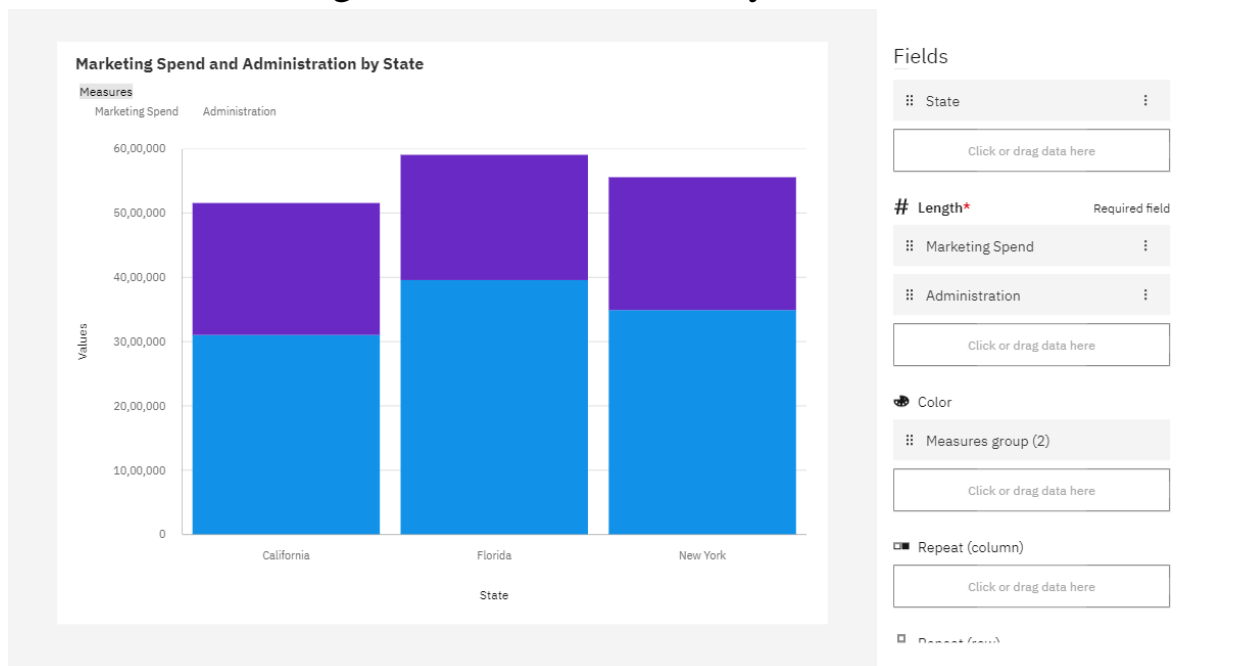 Marketing Spend and Administration by State
Measures
Marketing Spend Administration
60,00,000
50,00,000
40,00,000
30,00,000
20,00,000
10,00,000
0
Values
California Florida New York
State
Fields
State
Click or drag data here
# Length* Required field
Marketing Spend
Administration
Click or drag data here
Color
Measures group (2)
Click or drag data here
Repeat (column)
Click or drag data here
Repeat (row)